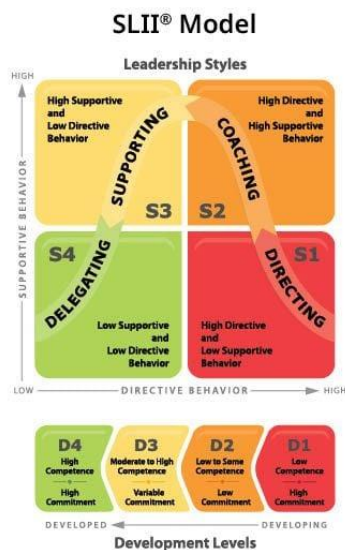 SLII® Model
Leadership Styles
HIGH
High Supportive
and
Low Directive
Behavior
High Directive
and
High Supportive
Behavior
SUPPORTING
COACHING
S3
S2
S4
S1
DELEGATING
DIRECTING
Low Supportive
and
Low Directive
Behavior
High Directive
and
Low Supportive
Behavior
SUPPORTIVE BEHAVIOR
LOW
DIRECTIVE BEHAVIOR
HIGH
D4
High
Competence
High
Commitment
D3
Moderate to High
Competence
Variable
Commitment
D2
Low to Some
Competence
Low
Commitment
D1
Low
Competence
High
Commitment
DEVELOPED
DEVELOPING
Development Levels